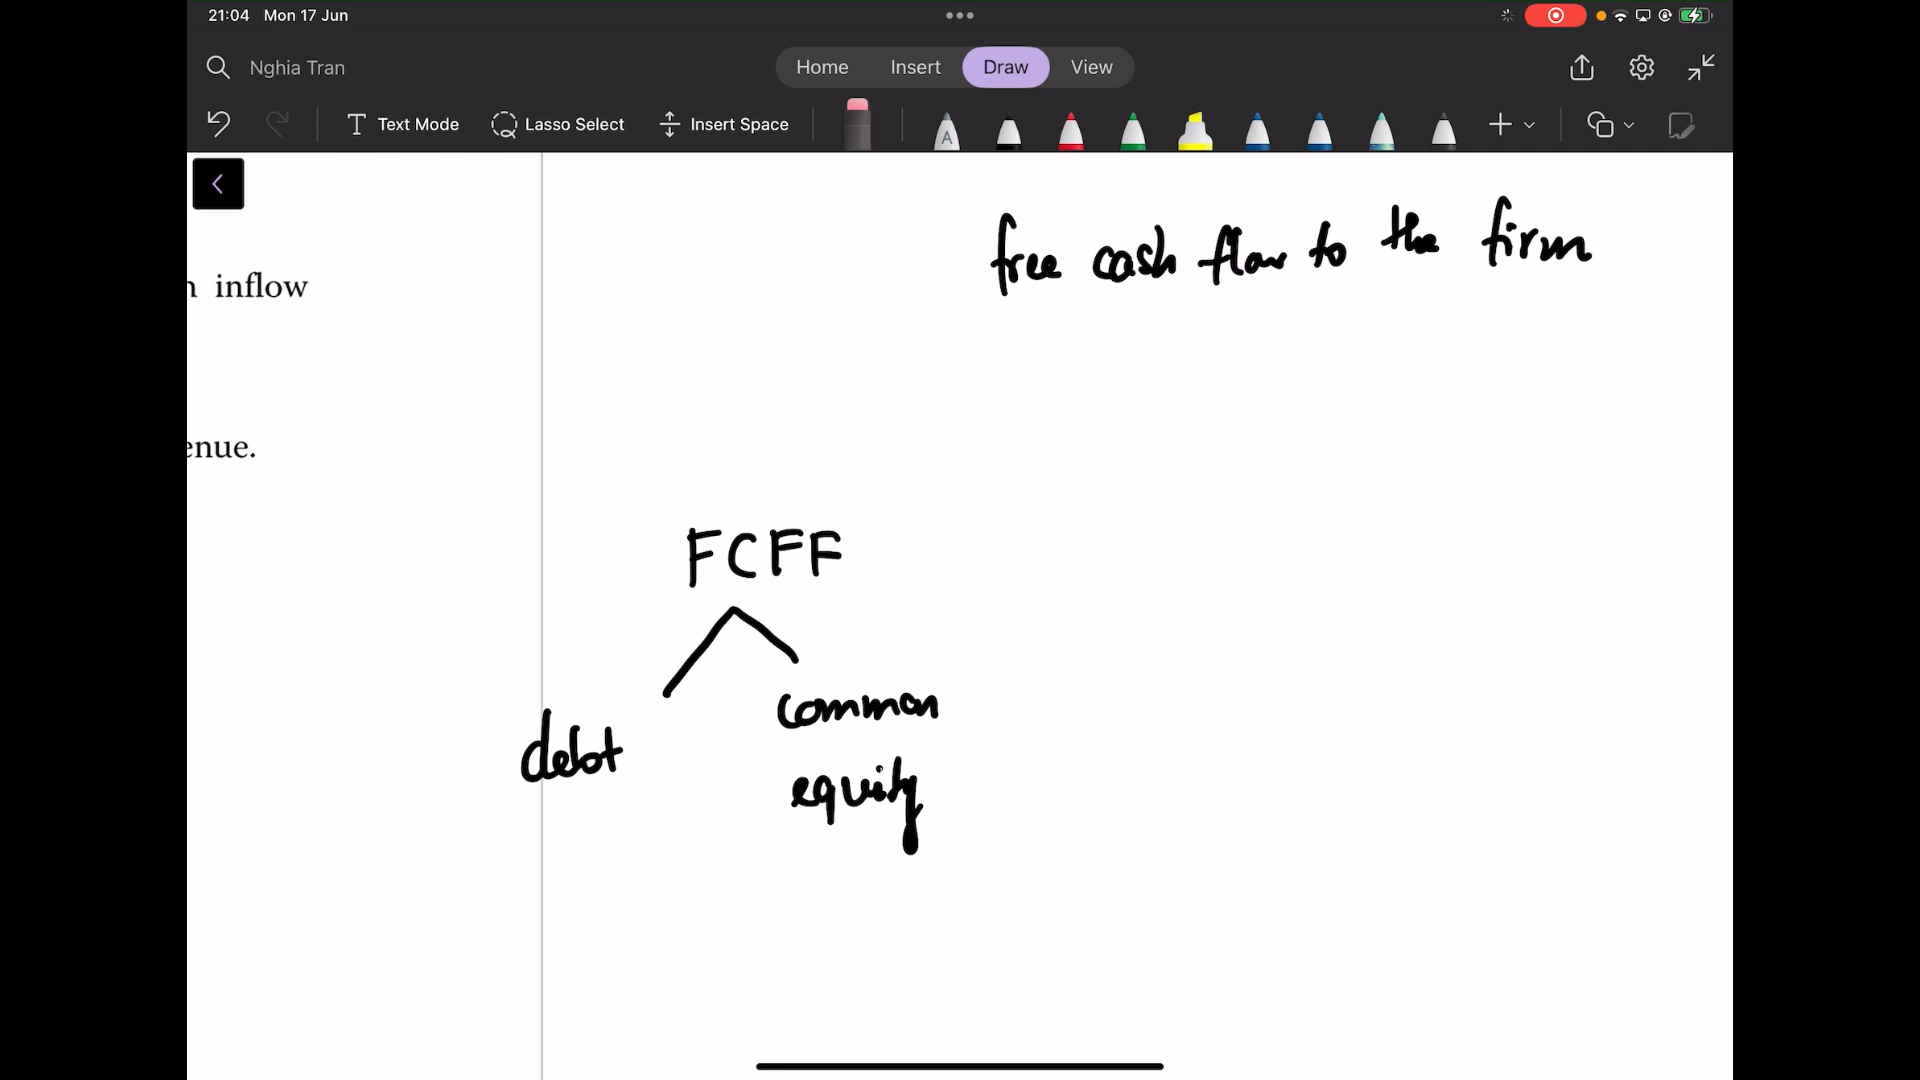 21:04 Mon 17 Jun
Nghia Tran
Home Insert Draw View
Text Mode Lasso Select Insert Space
A
free cash flow to the firm
n inflow
enue.
FCFF
debt
common
equity